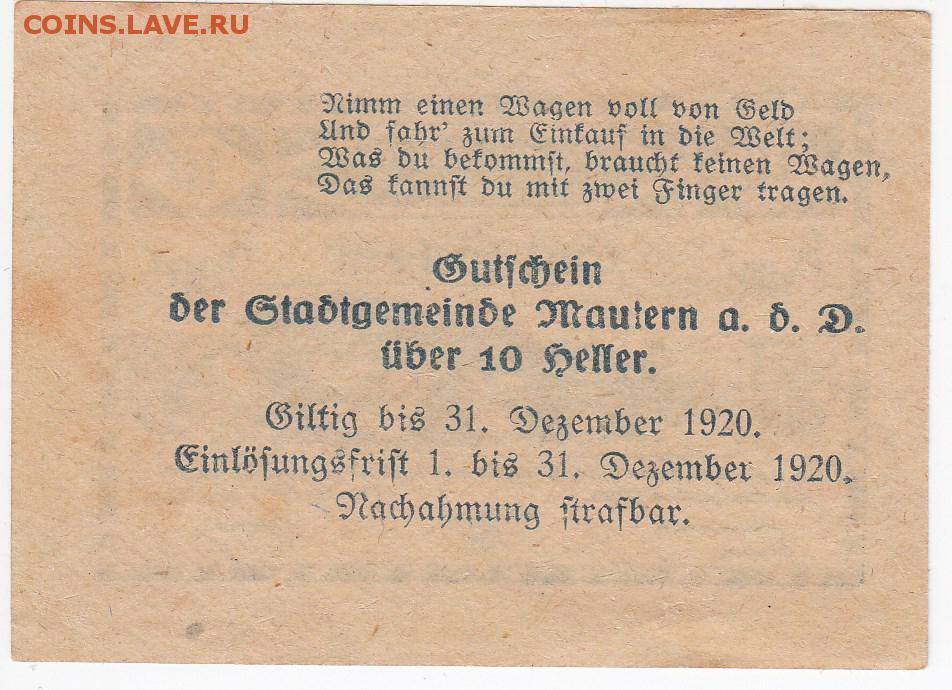 COINS.LAVE.RU
Nimm einen Wagen voll von Geld
Und fahr' zum Einkauf in die Welt;
Was du bekommst, braucht keinen Wagen,
Das kannst du mit zwei Finger tragen.
Gutschein
der Stadtgemeinde Mautern a. d. D.
über 10 Heller.
Giltig bis 31. Dezember 1920.
Einlösungsfrist 1. bis 31. Dezember 1920.
Nachahmung strafbar.